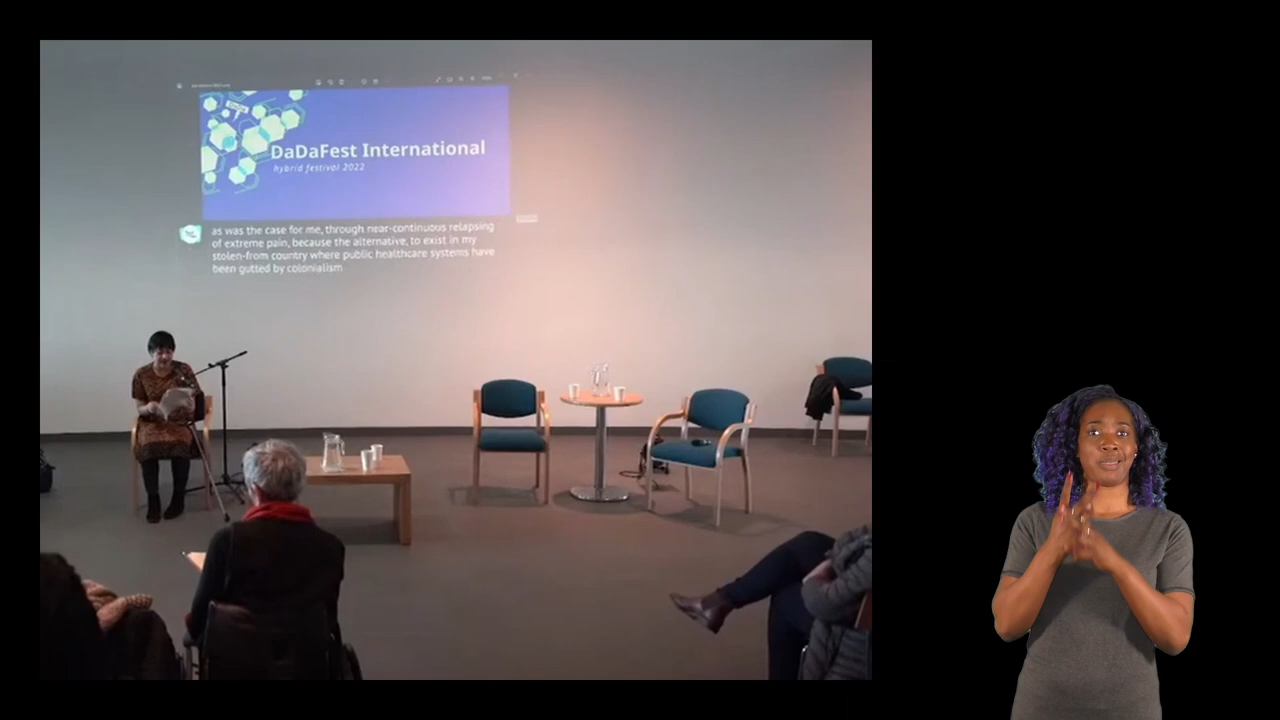 DaDaFest International
hybrid festival 2022
as was the case for me, through near-continuous relapsing
of extreme pain, because the alternative, to exist in my
stolen-from country where public healthcare systems have
been gutted by colonialism